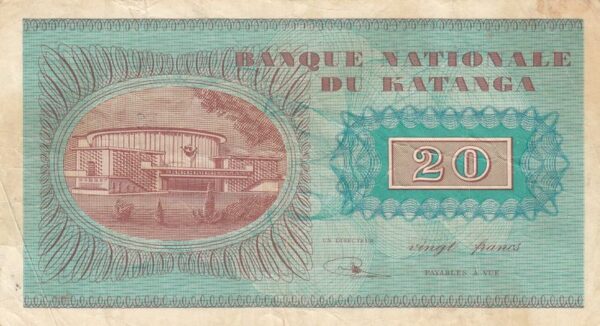 BANQUE NATIONALE
DU KATANGA
20
UN DIRECTEUR
vingt francs
PAYABLES A VUE